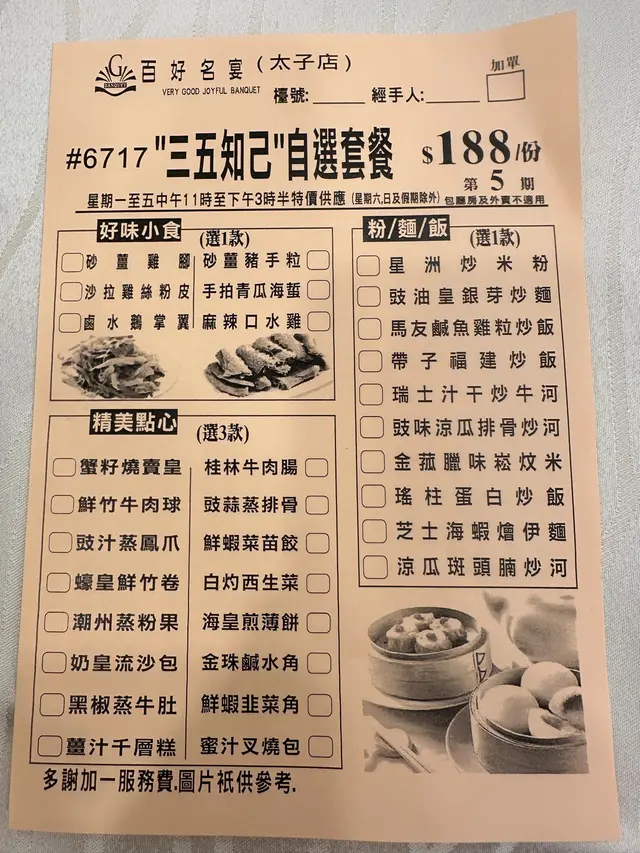 百好名宴（太子店）
VERY GOOD JOYFUL BANQUET
G
BANQUET
加單
檯號:______ 經手人:______
#6717 "三五知己"自選套餐 $188/份
第5期
星期一至五中午11時至下午3時半特價供應(星期六,日及假期除外)包廳房及外賣不適用
好味小食 (選1款)
砂薑雞腳 砂薑豬手粒
沙拉雞絲粉皮 手拍青瓜海蜇
鹵水鵝掌翼 麻辣口水雞
精美點心 (選3款)
蟹籽燒賣皇 桂林牛肉腸
鮮竹牛肉球 豉蒜蒸排骨
豉汁蒸鳳爪 鮮蝦菜苗餃
蠔皇鮮竹卷 白灼西生菜
潮州蒸粉果 海皇煎薄餅
奶皇流沙包 金珠鹹水角
黑椒蒸牛肚 鮮蝦韭菜角
薑汁千層糕 蜜汁叉燒包
粉/麵/飯 (選1款)
星洲炒米粉
豉油皇銀芽炒麵
馬友鹹魚雞粒炒飯
帶子福建炒飯
瑞士汁干炒牛河
豉味涼瓜排骨炒河
金菰臘味崧炆米
瑤柱蛋白炒飯
芝士海蝦燴伊麵
涼瓜斑頭腩炒河
多謝加一服務費.圖片祇供參考.